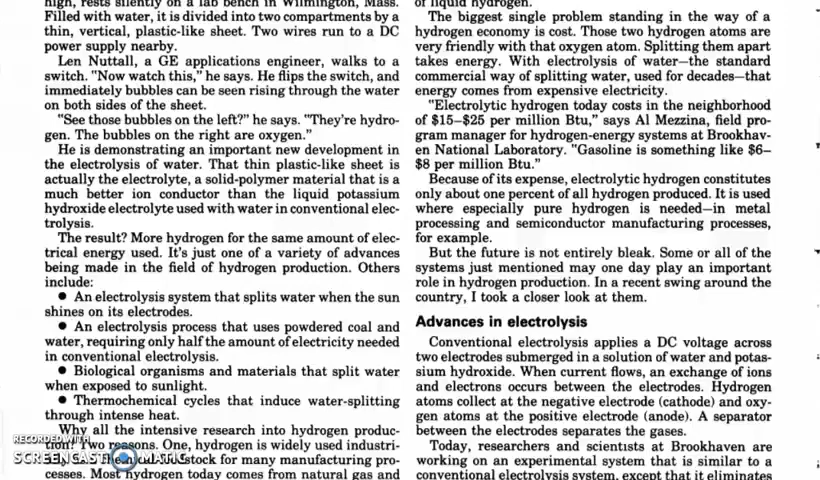 high, rests silently on a lab bench in Wilmington, Mass.
Filled with water, it is divided into two compartments by a
thin, vertical, plastic-like sheet. Two wires run to a DC
power supply nearby.
Len Nuttall, a GE applications engineer, walks to a
switch. "Now watch this," he says. He flips the switch, and
immediately bubbles can be seen rising through the water
on both sides of the sheet.
"See those bubbles on the left?" he says. "They're hydro-
gen. The bubbles on the right are oxygen."
He is demonstrating an important new development in
the electrolysis of water. That thin plastic-like sheet is
actually the electrolyte, a solid-polymer material that is a
much better ion conductor than the liquid potassium
hydroxide electrolyte used with water in conventional elec-
trolysis.
The result? More hydrogen for the same amount of elec-
trical energy used. It's just one of a variety of advances
being made in the field of hydrogen production. Others
include:
● An electrolysis system that splits water when the sun
shines on its electrodes.
● An electrolysis process that uses powdered coal and
water, requiring only half the amount of electricity needed
in conventional electrolysis.
● Biological organisms and materials that split water
when exposed to sunlight.
● Thermochemical cycles that induce water-splitting
through intense heat.
Why all the intensive research into hydrogen produc-
tion? Two reasons. One, hydrogen is widely used industri-
stock for many manufacturing pro-
cesses. Most hydrogen today comes from natural gas and
of liquid hydrogen.
The biggest single problem standing in the way of a
hydrogen economy is cost. Those two hydrogen atoms are
very friendly with that oxygen atom. Splitting them apart
takes energy. With electrolysis of water—the standard
commercial way of splitting water, used for decades—that
energy comes from expensive electricity.
"Electrolytic hydrogen today costs in the neighborhood
of $15–$25 per million Btu," says Al Mezzina, field pro-
gram manager for hydrogen-energy systems at Brookhav-
en National Laboratory. "Gasoline is something like $6–
$8 per million Btu."
Because of its expense, electrolytic hydrogen constitutes
only about one percent of all hydrogen produced. It is used
where especially pure hydrogen is needed—in metal
processing and semiconductor manufacturing processes,
for example.
But the future is not entirely bleak. Some or all of the
systems just mentioned may one day play an important
role in hydrogen production. In a recent swing around the
country, I took a closer look at them.
Advances in electrolysis
Conventional electrolysis applies a DC voltage across
two electrodes submerged in a solution of water and potas-
sium hydroxide. When current flows, an exchange of ions
and electrons occurs between the electrodes. Hydrogen
atoms collect at the negative electrode (cathode) and oxy-
gen atoms at the positive electrode (anode). A separator
between the electrodes separates the gases.
Today, researchers and scientists at Brookhaven are
working on an experimental system that is similar to a
conventional electrolysis system, except that it eliminates
RECORDED WITH
SCREENCAST MATIC